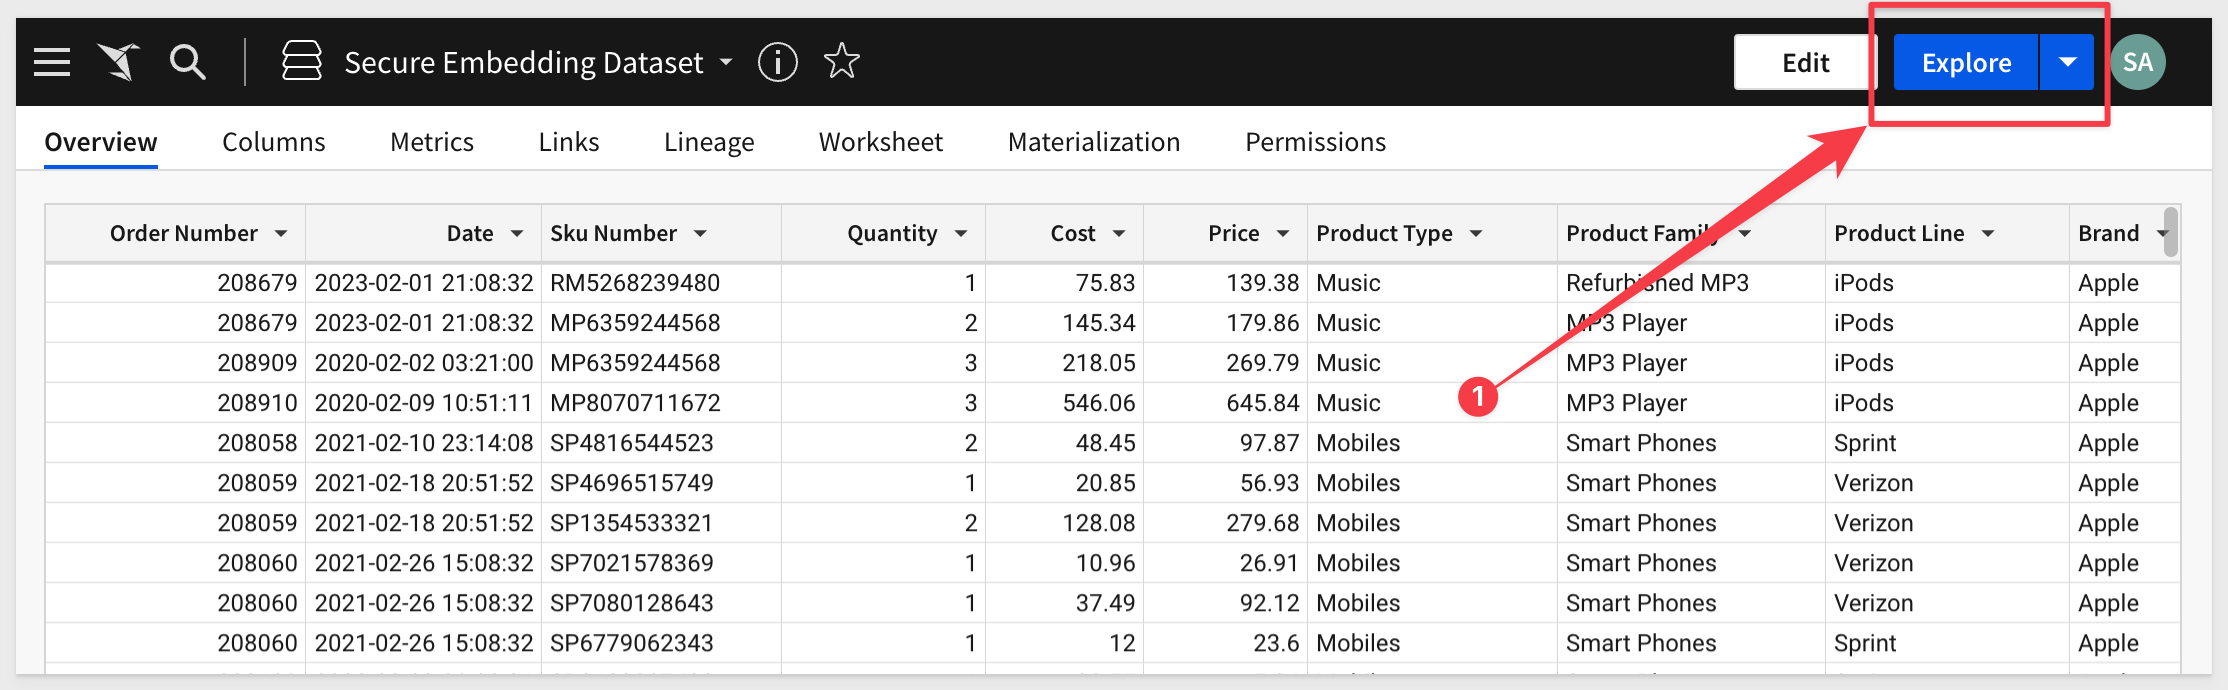 Secure Embedding Dataset
Edit
Explore
SA
Overview Columns Metrics Links Lineage Worksheet Materialization Permissions
Order Number Date Sku Number Quantity Cost Price Product Type Product Family Product Line Brand
208679 2023-02-01 21:08:32 RM5268239480 1 75.83 139.38 Music Refurbished MP3 iPods Apple
208679 2023-02-01 21:08:32 MP6359244568 2 145.34 179.86 Music MP3 Player iPods Apple
208909 2020-02-02 03:21:00 MP6359244568 3 218.05 269.79 Music MP3 Player iPods Apple
208910 2020-02-09 10:51:11 MP8070711672 3 546.06 645.84 Music MP3 Player iPods Apple
1
208058 2021-02-10 23:14:08 SP4816544523 2 48.45 97.87 Mobiles Smart Phones Sprint Apple
208059 2021-02-18 20:51:52 SP4696515749 1 20.85 56.93 Mobiles Smart Phones Verizon Apple
208059 2021-02-18 20:51:52 SP1354533321 2 128.08 279.68 Mobiles Smart Phones Verizon Apple
208060 2021-02-26 15:08:32 SP7021578369 1 10.96 26.91 Mobiles Smart Phones Verizon Apple
208060 2021-02-26 15:08:32 SP7080128643 1 37.49 92.12 Mobiles Smart Phones Verizon Apple
208060 2021-02-26 15:08:32 SP6779062343 1 12 23.6 Mobiles Smart Phones Sprint Apple